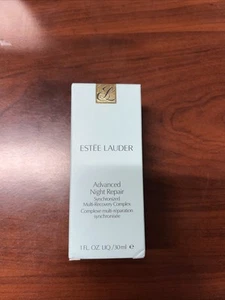 ESTĒE LAUDER
Advanced
Night Repair
Synchronized
Multi-Recovery Complex
Complexe multi-réparation
synchronisée
1 FL.OZ.LIQ./30ml ℮